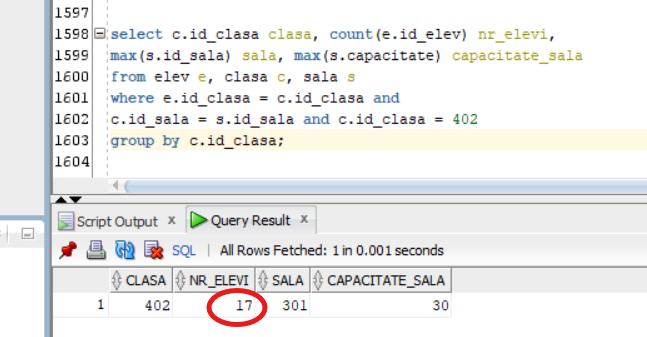 1597
1598 select c.id_clasa clasa, count(e.id_elev) nr_elevi,
1599 max(s.id_sala) sala, max(s.capacitate) capacitate_sala
1600 from elev e, clasa c, sala s
1601 where e.id_clasa = c.id_clasa and
1602 c.id_sala = s.id_sala and c.id_clasa = 402
1603 group by c.id_clasa;
1604
Script Output x Query Result x
SQL | All Rows Fetched: 1 in 0.001 seconds
CLASA NR_ELEVI SALA CAPACITATE_SALA
1 402 17 301 30